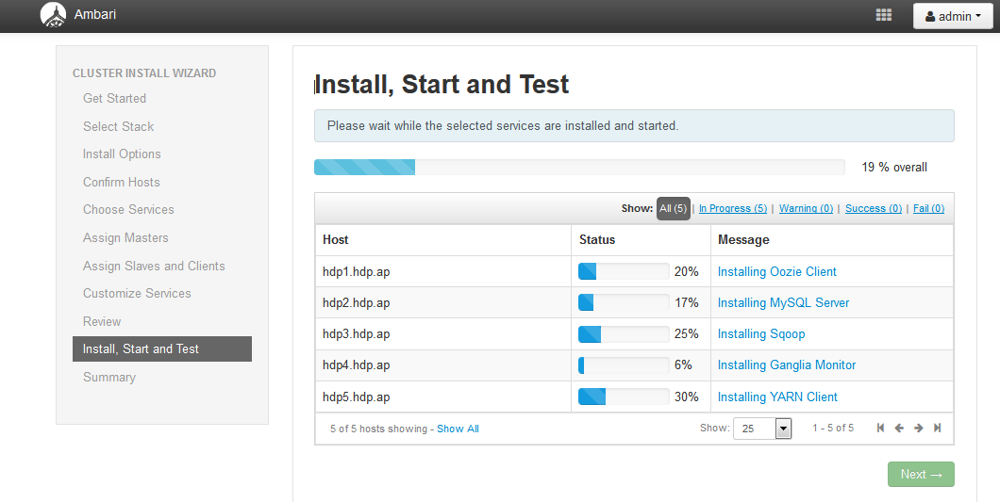 Ambari
admin
CLUSTER INSTALL WIZARD
Get Started
Select Stack
Install Options
Confirm Hosts
Choose Services
Assign Masters
Assign Slaves and Clients
Customize Services
Review
Install, Start and Test
Summary
Install, Start and Test
Please wait while the selected services are installed and started.
19 % overall
Show: All (5) | In Progress (5) | Warning (0) | Success (0) | Fail (0)
Host Status Message
hdp1.hdp.ap 20% Installing Oozie Client
hdp2.hdp.ap 17% Installing MySQL Server
hdp3.hdp.ap 25% Installing Sqoop
hdp4.hdp.ap 6% Installing Ganglia Monitor
hdp5.hdp.ap 30% Installing YARN Client
5 of 5 hosts showing - Show All Show: 25 1 - 5 of 5
Next →